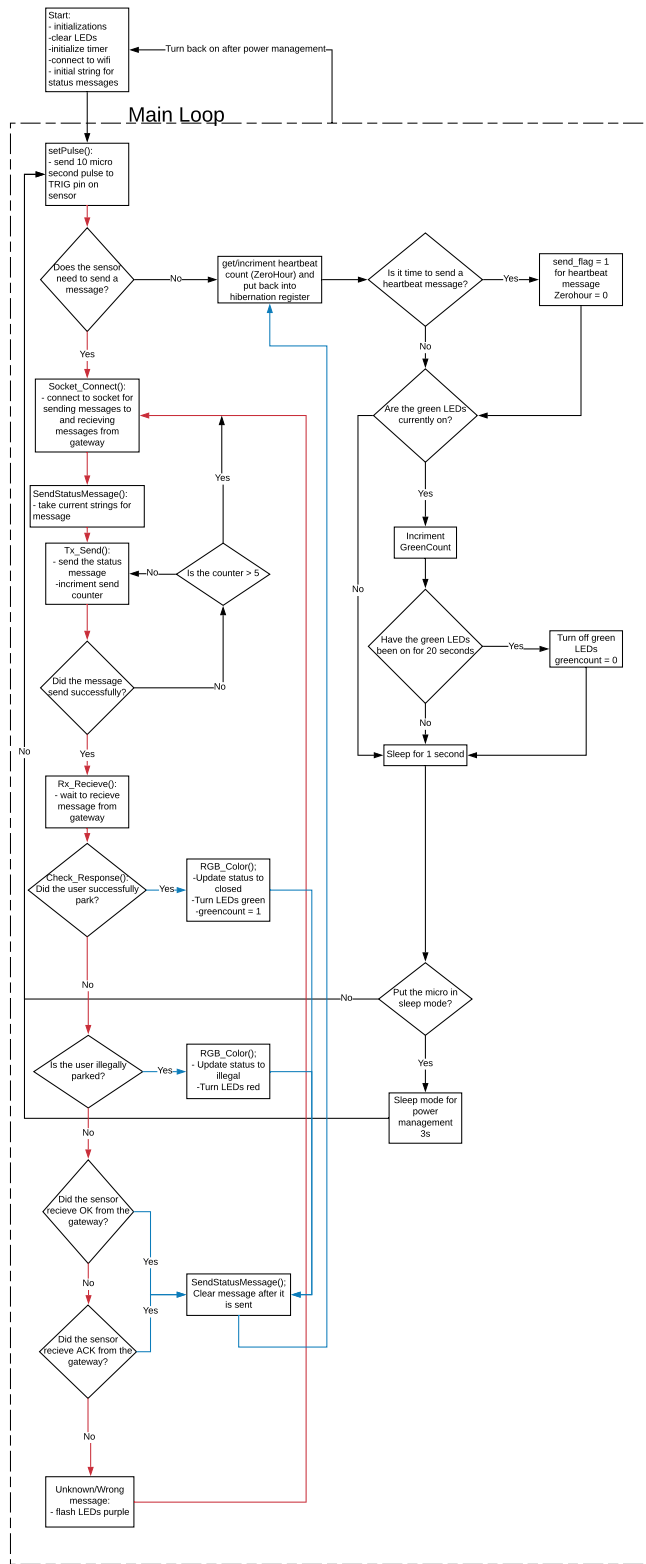 Start:
- initializations
-clear LEDs
-initialize timer
-connect to wifi
- initial string for
status messages
Turn back on after power management
Main Loop
setPulse():
- send 10 micro
second pulse to
TRIG pin on
sensor
Does the sensor
need to send a
message?
No
get/incriment heartbeat
count (ZeroHour) and
put back into
hibernation register
Is it time to send a
heartbeat message?
Yes
send_flag = 1
for heartbeat
message
Zerohour = 0
No
Yes
Socket_Connect():
- connect to socket for
sending messages to
and recieving
messages from
gateway
Are the green LEDs
currently on?
Yes
Yes
SendStatusMessage():
- take current strings for
message
Incriment
GreenCount
Tx_Send():
- send the status
message
-incriment send
counter
No
Is the counter > 5
No
Have the green LEDs
been on for 20 seconds
Yes
Turn off green
LEDs
greencount = 0
Did the message
send successfully?
No
No
Yes
No
Sleep for 1 second
Rx_Recieve():
- wait to recieve
message from
gateway
Check_Response():
Did the user successfully
park?
Yes
RGB_Color();
-Update status to
closed
-Turn LEDs green
-greencount = 1
No
No
Put the micro in
sleep mode?
Yes
Is the user illegally
parked?
Yes
RGB_Color();
- Update status to
illegal
-Turn LEDs red
Sleep mode for
power
management
3s
No
Did the sensor
recieve OK from the
gateway?
Yes
No
SendStatusMessage();
Clear message after it
is sent
Yes
Did the sensor
recieve ACK from the
gateway?
No
Unknown/Wrong
message:
- flash LEDs purple